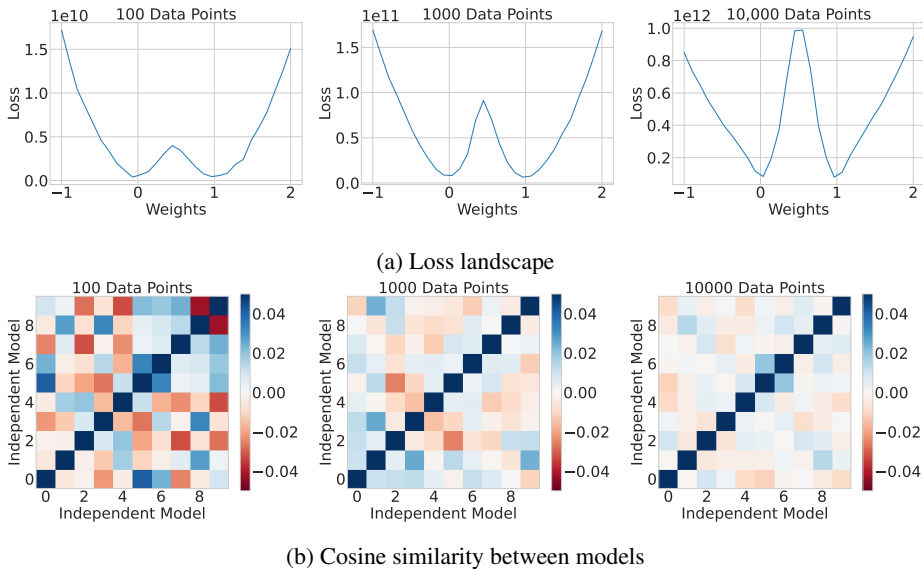 100 Data Points
1e10
1.5
1.0
0.5
0.0
Loss
−1 0 1 2
Weights
1000 Data Points
1e11
1.5
1.0
0.5
0.0
Loss
−1 0 1 2
Weights
10,000 Data Points
1e12
1.0
0.8
0.6
0.4
0.2
Loss
−1 0 1 2
Weights
(a) Loss landscape
100 Data Points
8
6
4
2
0
Independent Model
0 2 4 6 8
Independent Model
0.04
0.02
0.00
−0.02
−0.04
1000 Data Points
8
6
4
2
0
Independent Model
0 2 4 6 8
Independent Model
0.04
0.02
0.00
−0.02
−0.04
10000 Data Points
8
6
4
2
0
Independent Model
0 2 4 6 8
Independent Model
0.04
0.02
0.00
−0.02
−0.04
(b) Cosine similarity between models